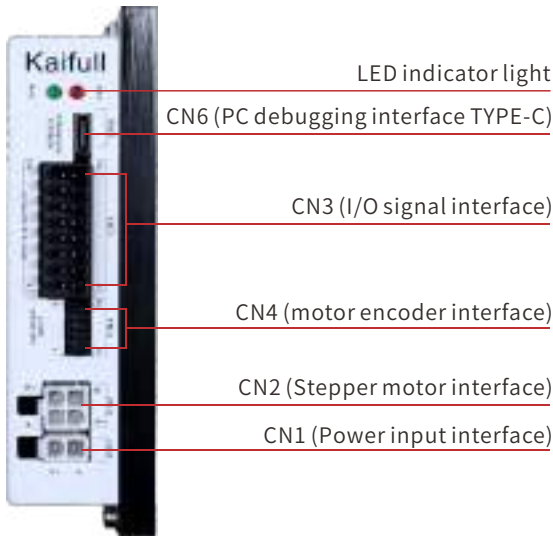 Kaifull
LED indicator light
CN6 (PC debugging interface TYPE-C)
CN3 (I/O signal interface)
CN4 (motor encoder interface)
CN2 (Stepper motor interface)
CN1 (Power input interface)